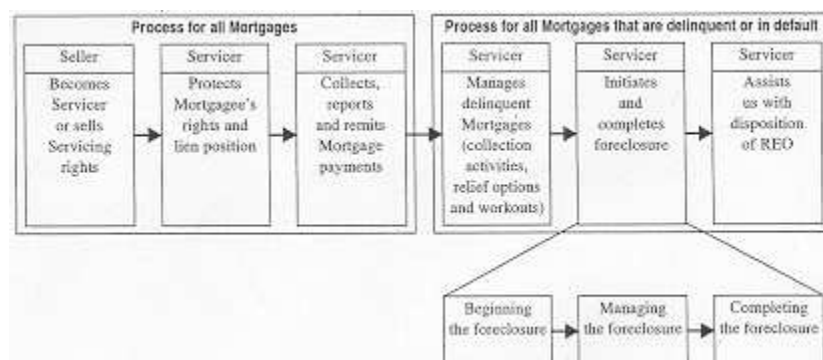 Process for all Mortgages
Seller
Becomes
Servicer
or sells
Servicing
rights
Servicer
Protects
Mortgagee's
rights and
lien position
Servicer
Collects,
reports
and remits
Mortgage
payments
Process for all Mortgages that are delinquent or in default
Servicer
Manages
delinquent
Mortgages
(collection
activities,
relief options
and workouts)
Servicer
Initiates
and
completes
foreclosure
Servicer
Assists
us with
disposition
of REO
Beginning
the foreclosure
Managing
the foreclosure
Completing
the foreclosure